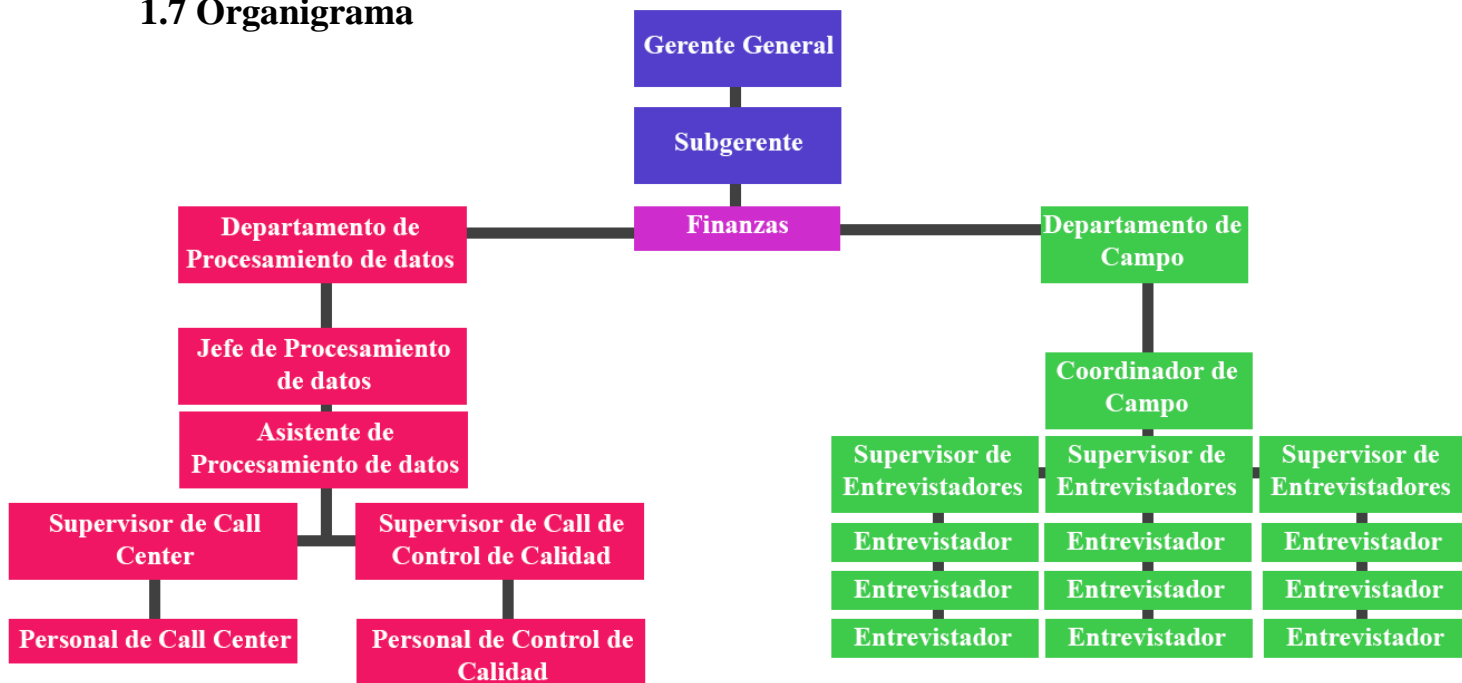 1.7 Organigrama
Gerente General
Subgerente
Finanzas
Departamento de
Procesamiento de datos
Jefe de Procesamiento
de datos
Asistente de
Procesamiento de datos
Supervisor de Call
Center
Personal de Call Center
Supervisor de Call de
Control de Calidad
Personal de Control de
Calidad
Departamento de
Campo
Coordinador de
Campo
Supervisor de
Entrevistadores
Entrevistador
Entrevistador
Entrevistador
Supervisor de
Entrevistadores
Entrevistador
Entrevistador
Entrevistador
Supervisor de
Entrevistadores
Entrevistador
Entrevistador
Entrevistador